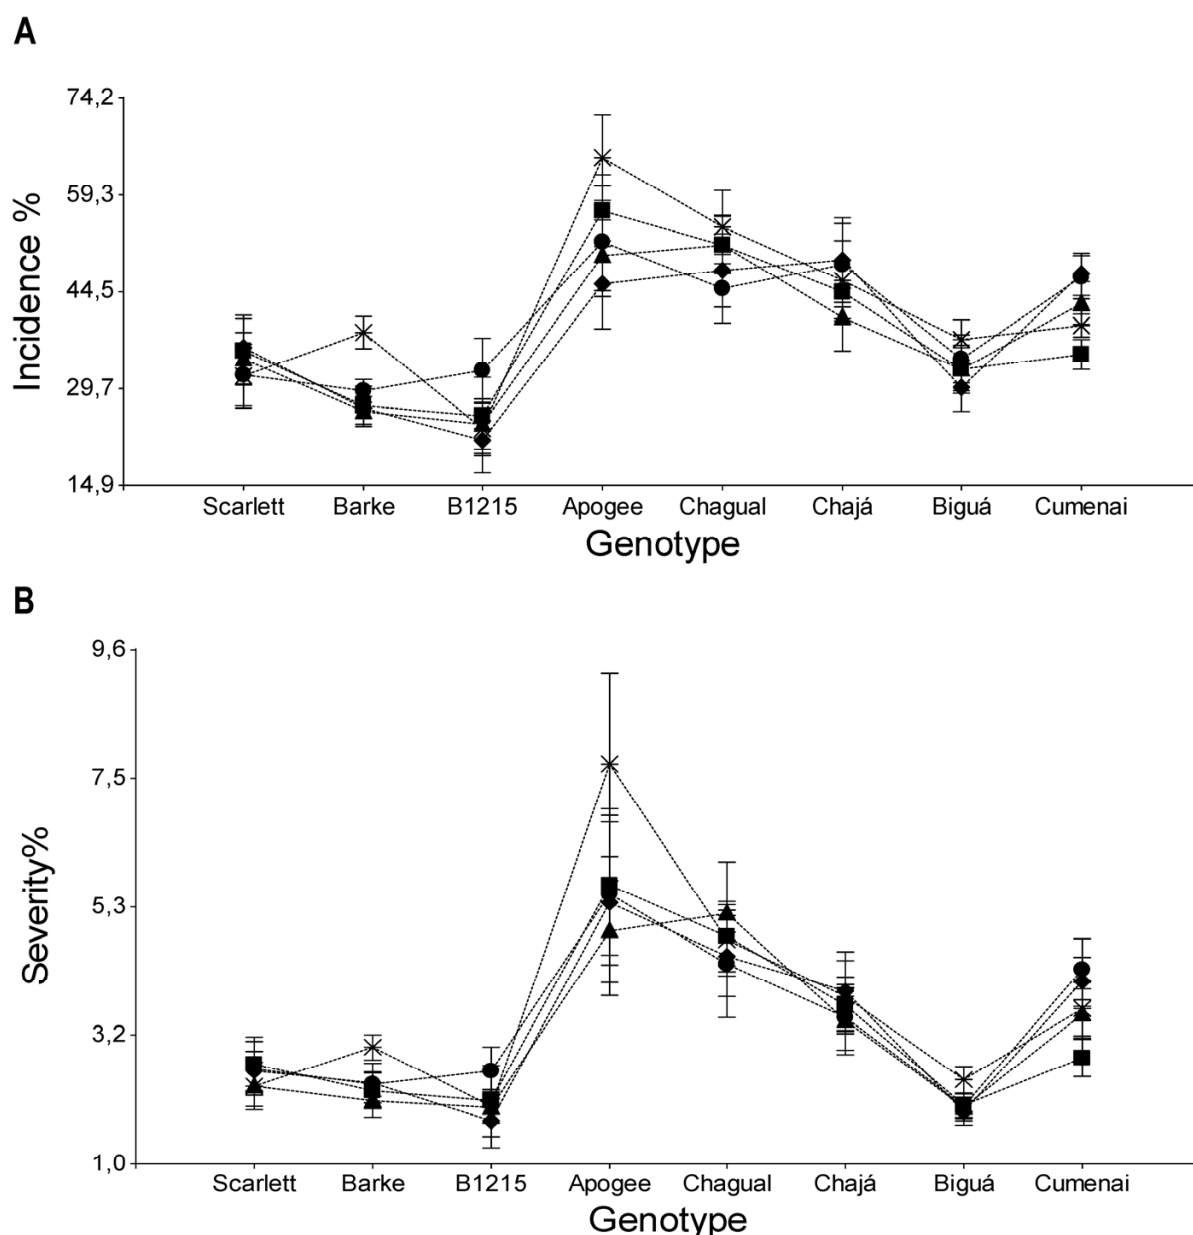 A
74,2
59,3
44,5
29,7
14,9
Incidence %
Scarlett Barke B1215 Apogee Chagual Chajá Biguá Cumenai
Genotype
B
9,6
7,5
5,3
3,2
1,0
Severity%
Scarlett Barke B1215 Apogee Chagual Chajá Biguá Cumenai
Genotype